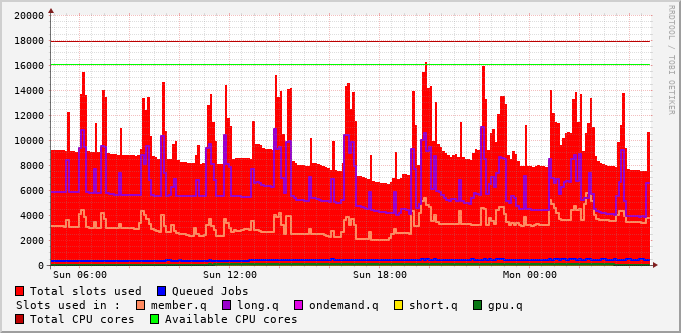 RRDTOOL / TOBI OETIKER
20000
18000
16000
14000
12000
10000
8000
6000
4000
2000
0
Sun 06:00 Sun 12:00 Sun 18:00 Mon 00:00
Total slots used Queued Jobs
Slots used in : member.q long.q ondemand.q short.q gpu.q
Total CPU cores Available CPU cores